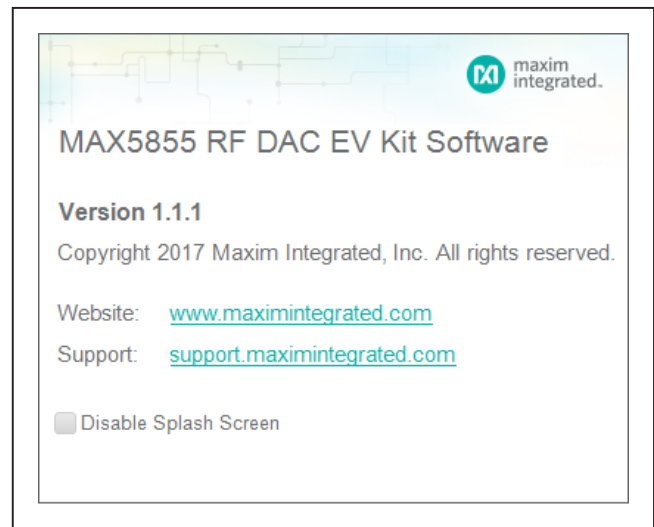 maxim
integrated™
MAX5855 RF DAC EV Kit Software
Version 1.1.1
Copyright 2017 Maxim Integrated, Inc. All rights reserved.
Website: www.maximintegrated.com
Support: support.maximintegrated.com
Disable Splash Screen